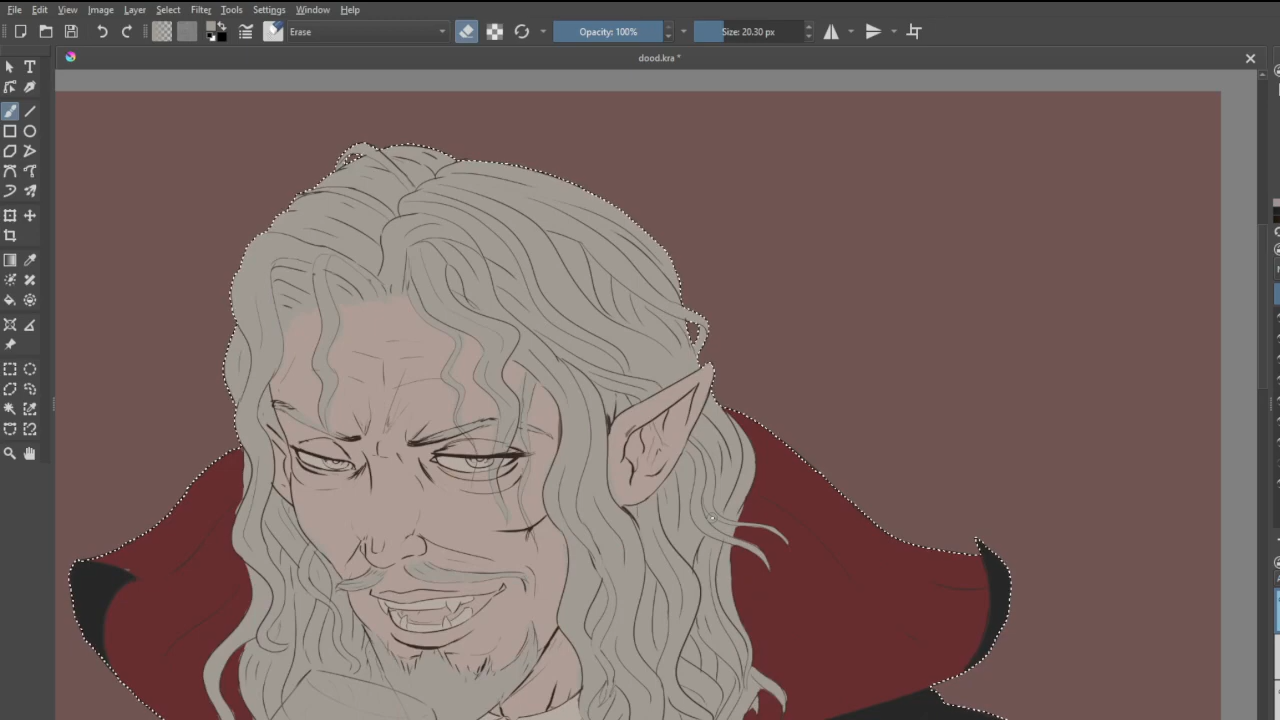 File Edit View Image Layer Select Filter Tools Settings Window Help
Erase Opacity: 100% Size: 20.30 px
dood.kra *